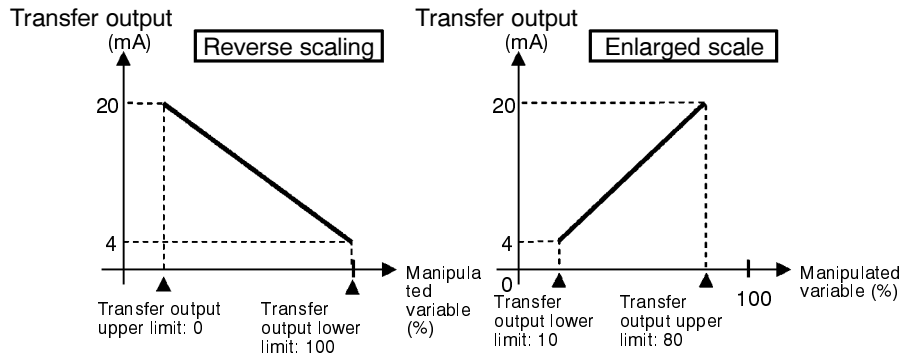 Transfer output
(mA)
Reverse scaling
20
4
Manipula
ted
variable
(%)
Transfer output
upper limit: 0
Transfer
output lower
limit: 100
Transfer output
(mA)
Enlarged scale
20
4
0
100
Manipulated
variable (%)
Transfer
output lower
limit: 10
Transfer
output upper
limit: 80